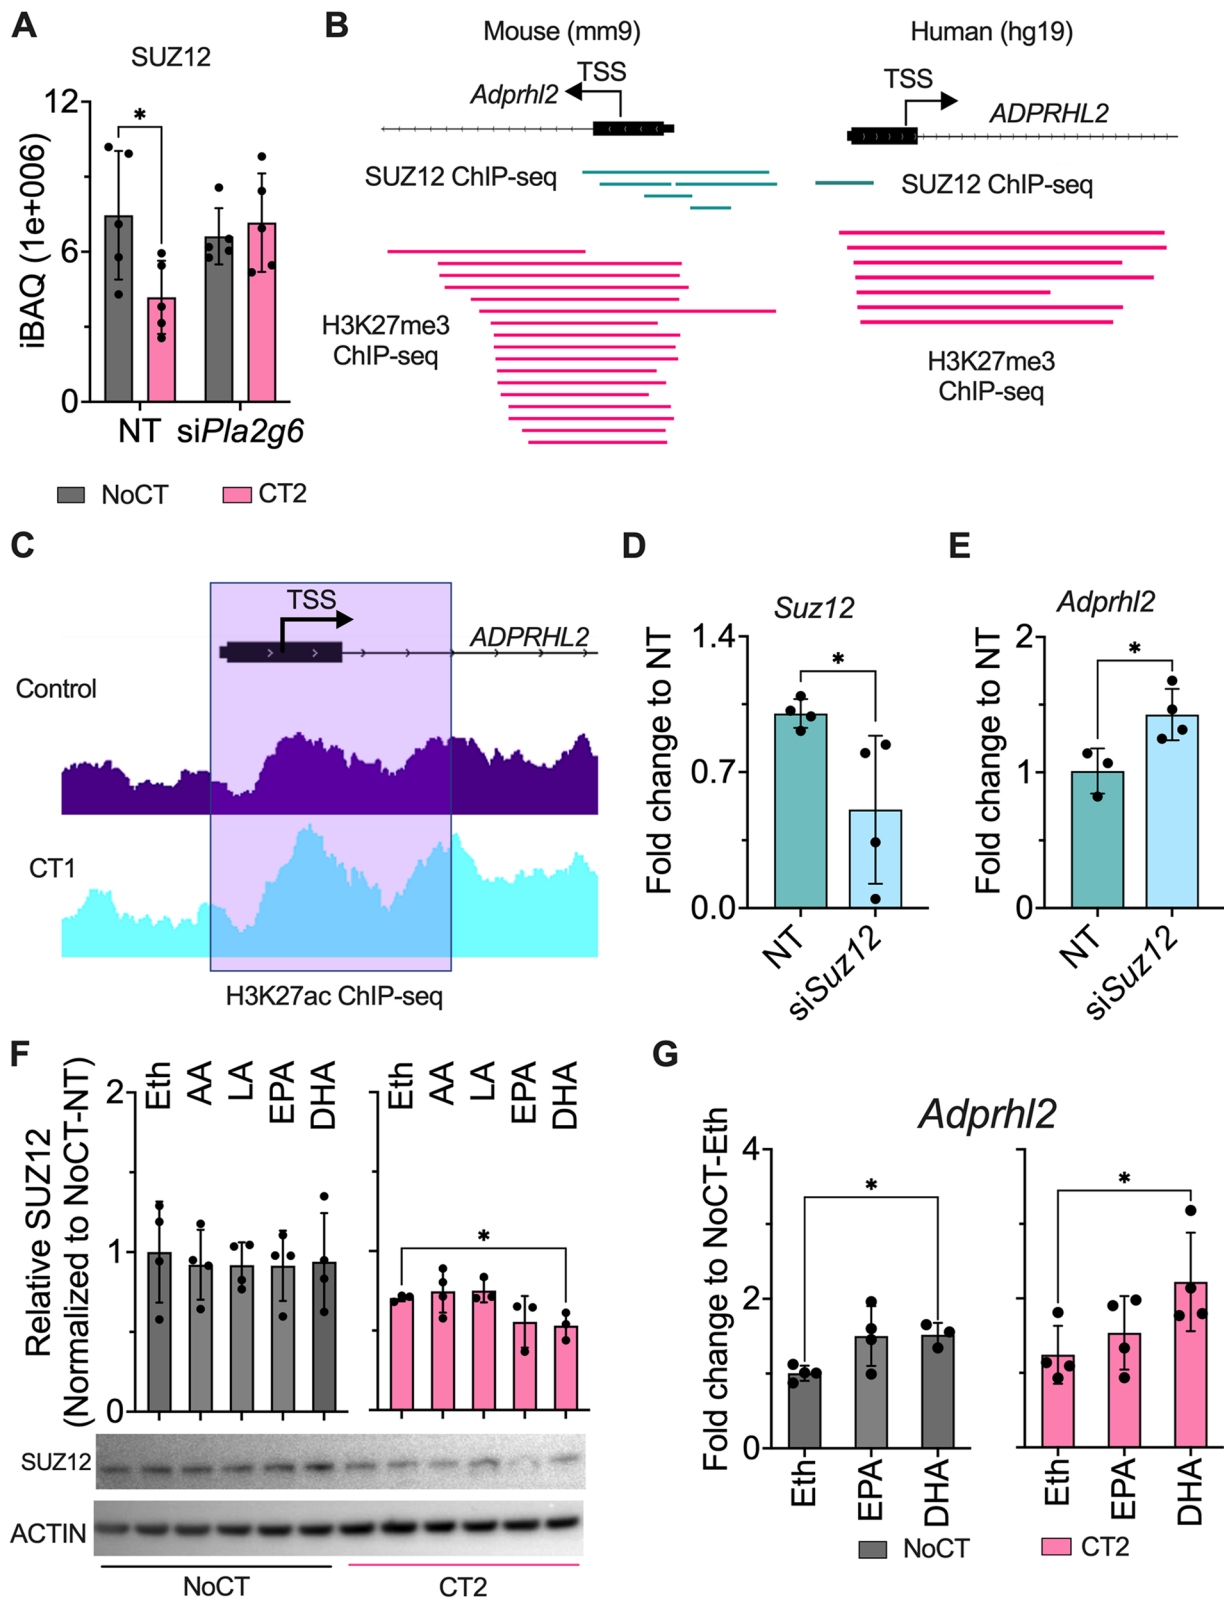 A
SUZ12
iBAQ (1e+006)
12
6
0
*
NT
siPla2g6
NoCT
CT2
B
Mouse (mm9)
Human (hg19)
TSS
Adprhl2
TSS
ADPRHL2
SUZ12 ChIP-seq
SUZ12 ChIP-seq
H3K27me3
ChIP-seq
H3K27me3
ChIP-seq
C
TSS
ADPRHL2
Control
CT1
H3K27ac ChIP-seq
D
Suz12
Fold change to NT
1.4
0.7
0.0
*
NT
siSuz12
E
Adprhl2
Fold change to NT
2
1
0
*
NT
siSuz12
F
Relative SUZ12
(Normalized to NoCT-NT)
2
1
0
Eth
AA
LA
EPA
DHA
Eth
AA
LA
EPA
DHA
*
SUZ12
ACTIN
NoCT
CT2
G
Adprhl2
Fold change to NoCT-Eth
4
2
0
*
*
Eth
EPA
DHA
Eth
EPA
DHA
NoCT
CT2